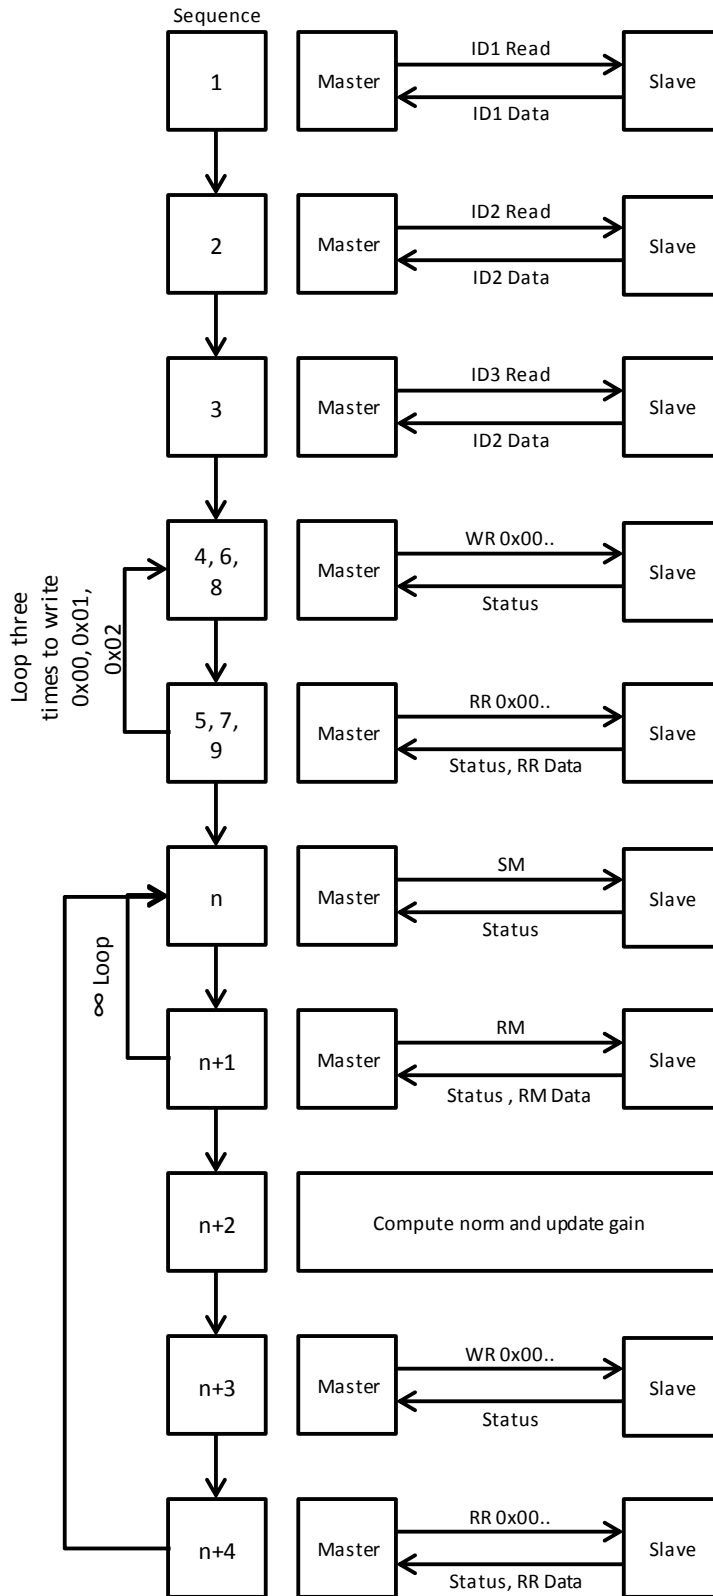 Sequence
1
Master
ID1 Read
ID1 Data
Slave
2
Master
ID2 Read
ID2 Data
Slave
3
Master
ID3 Read
ID2 Data
Slave
Loop three
times to write
0x00, 0x01,
0x02
4, 6,
8
Master
WR 0x00..
Status
Slave
5, 7,
9
Master
RR 0x00..
Status, RR Data
Slave
∞ Loop
n
Master
SM
Status
Slave
n+1
Master
RM
Status , RM Data
Slave
n+2
Compute norm and update gain
n+3
Master
WR 0x00..
Status
Slave
n+4
Master
RR 0x00..
Status, RR Data
Slave